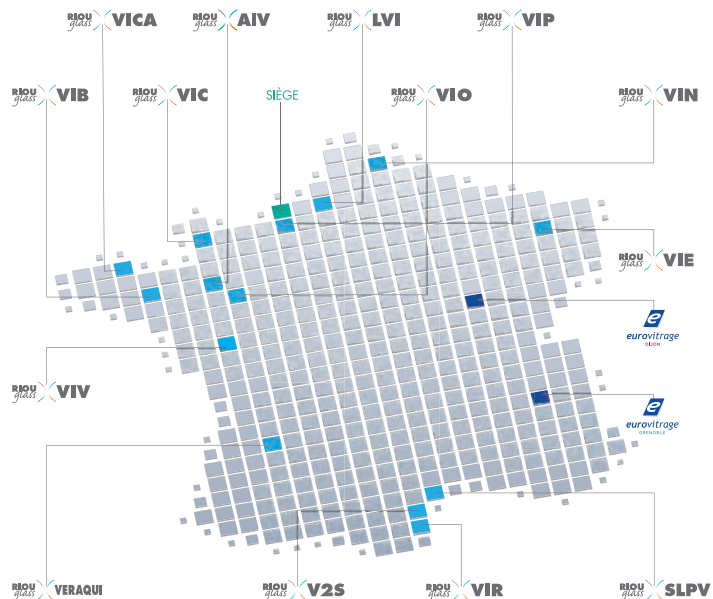 RIOU glass VICA
RIOU glass AIV
RIOU glass LVI
RIOU glass VIP
RIOU glass VIB
RIOU glass VIC
SIÈGE
RIOU glass VIO
RIOU glass VIN
RIOU glass VIE
e
eurovitrage
DIJON
RIOU glass VIV
e
eurovitrage
GRENOBLE
RIOU glass VERAQUI
RIOU glass V2S
RIOU glass VIR
RIOU glass SLPV